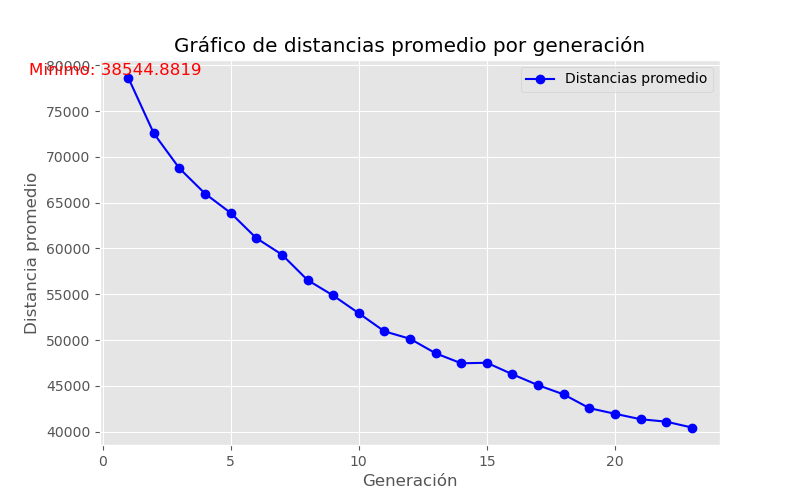 Gráfico de distancias promedio por generación
Mínimo: 38544.8819
Distancias promedio
80000
75000
70000
65000
60000
55000
50000
45000
40000
Distancia promedio
0 5 10 15 20
Generación